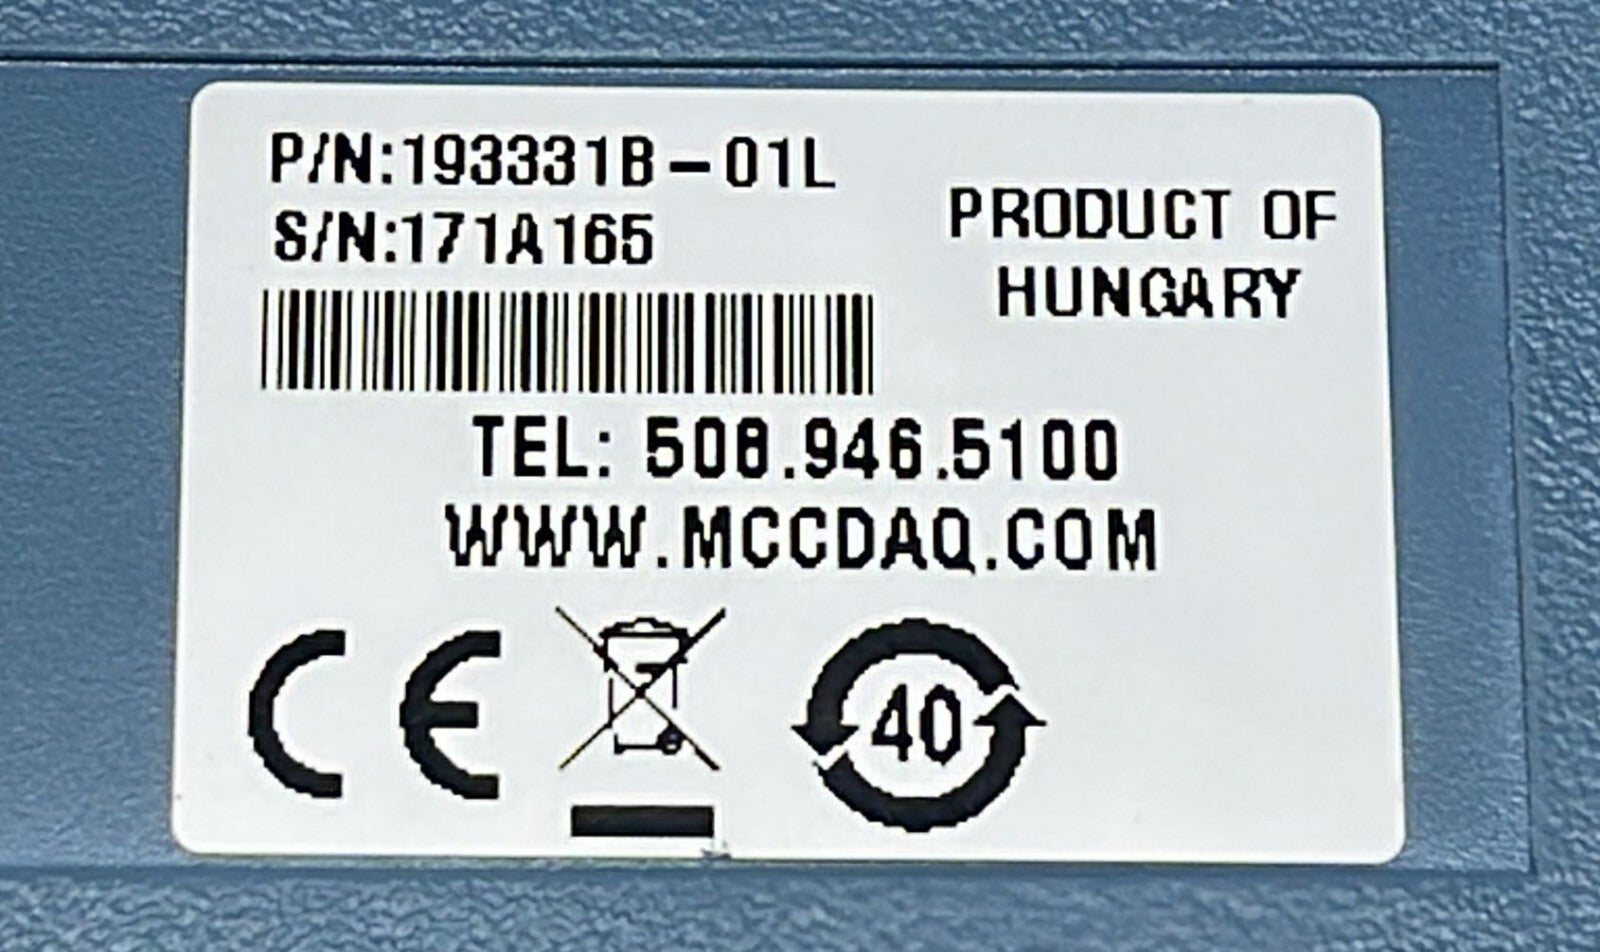 P/N:193331B-01L
S/N:171A165
PRODUCT OF
HUNGARY
TEL: 508.946.5100
WWW.MCCDAQ.COM
CE
40